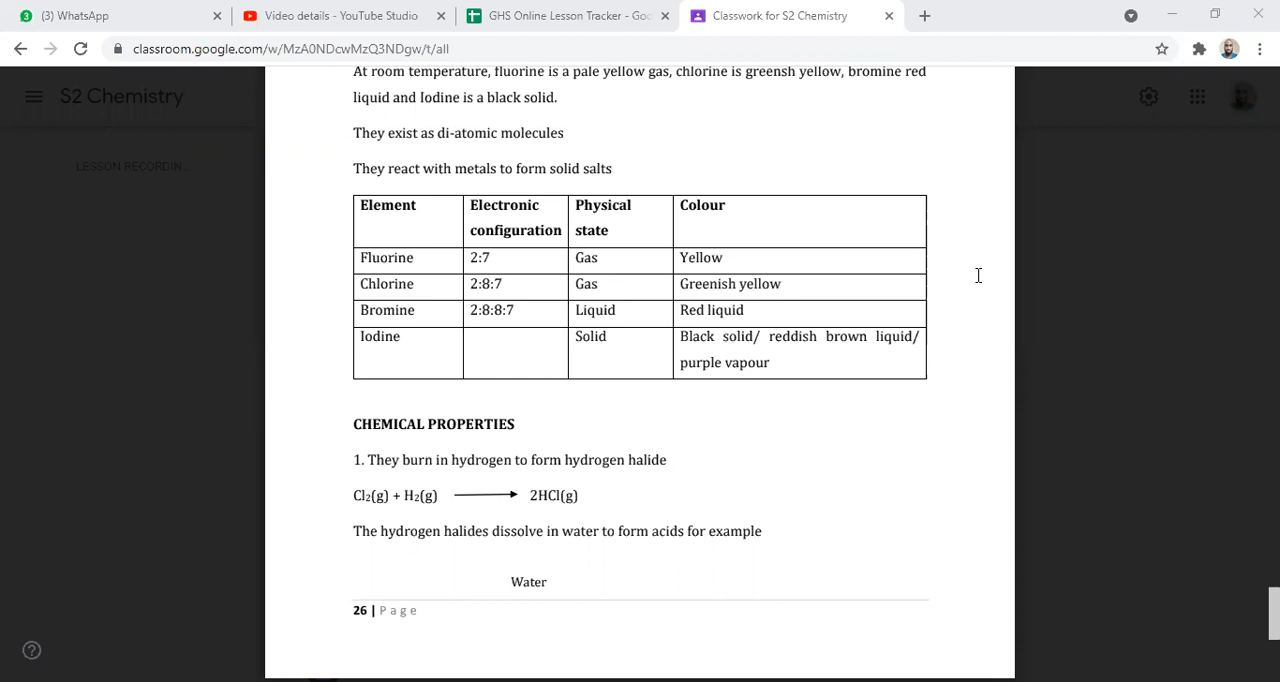 (3) WhatsApp
Video details - YouTube Studio
GHS Online Lesson Tracker - Goo
Classwork for S2 Chemistry
classroom.google.com/w/MzA0NDcwMzQ3NDgw/t/all
S2 Chemistry
LESSON RECORDIN...
At room temperature, fluorine is a pale yellow gas, chlorine is greensh yellow, bromine red
liquid and Iodine is a black solid.
They exist as di-atomic molecules
They react with metals to form solid salts
Element Electronic configuration Physical state Colour
Fluorine 2:7 Gas Yellow
Chlorine 2:8:7 Gas Greenish yellow
Bromine 2:8:8:7 Liquid Red liquid
Iodine Solid Black solid/ reddish brown liquid/
purple vapour
CHEMICAL PROPERTIES
1. They burn in hydrogen to form hydrogen halide
Cl₂(g) + H₂(g) ⟶ 2HCl(g)
The hydrogen halides dissolve in water to form acids for example
Water
26 | Page